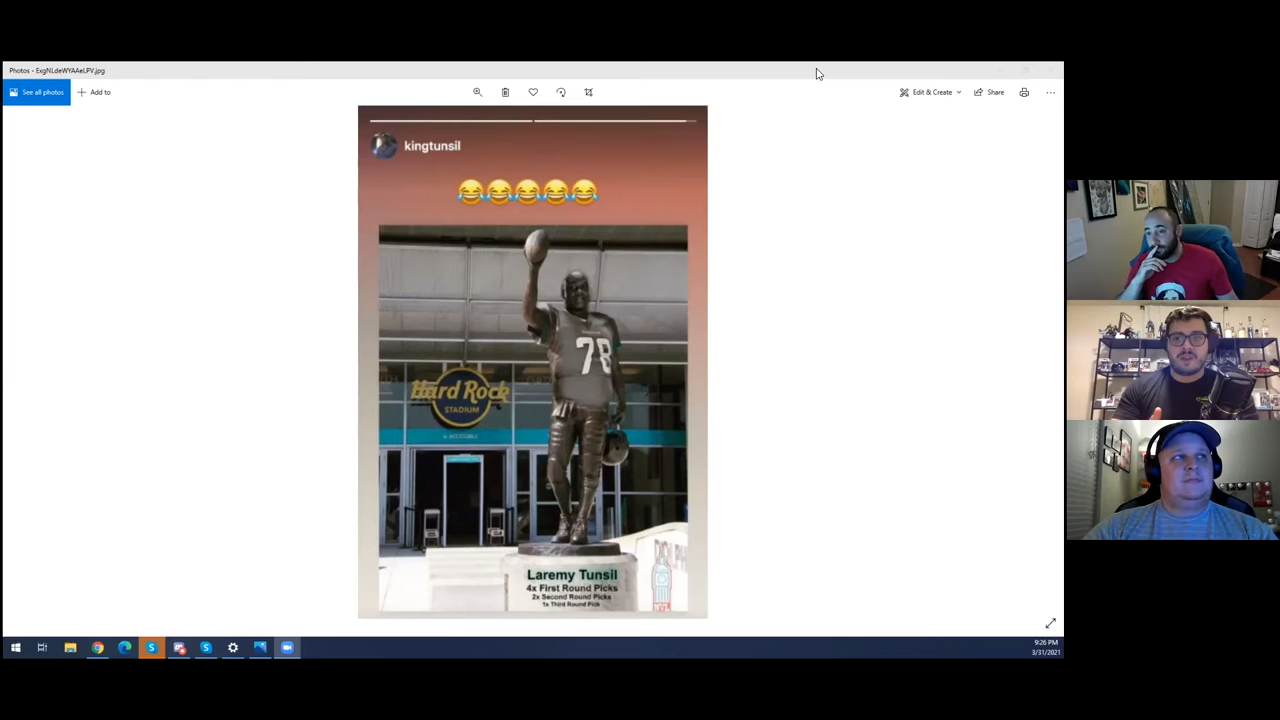 Photos - ExgNLdeWYAAeLPV.jpg
See all photos
Add to
Edit & Create
Share
kingtunsil
78
Hard Rock
STADIUM
ACCESSIBLE
Laremy Tunsil
4x First Round Picks
2x Second Round Picks
1x Third Round Pick
9:26 PM
3/31/2021